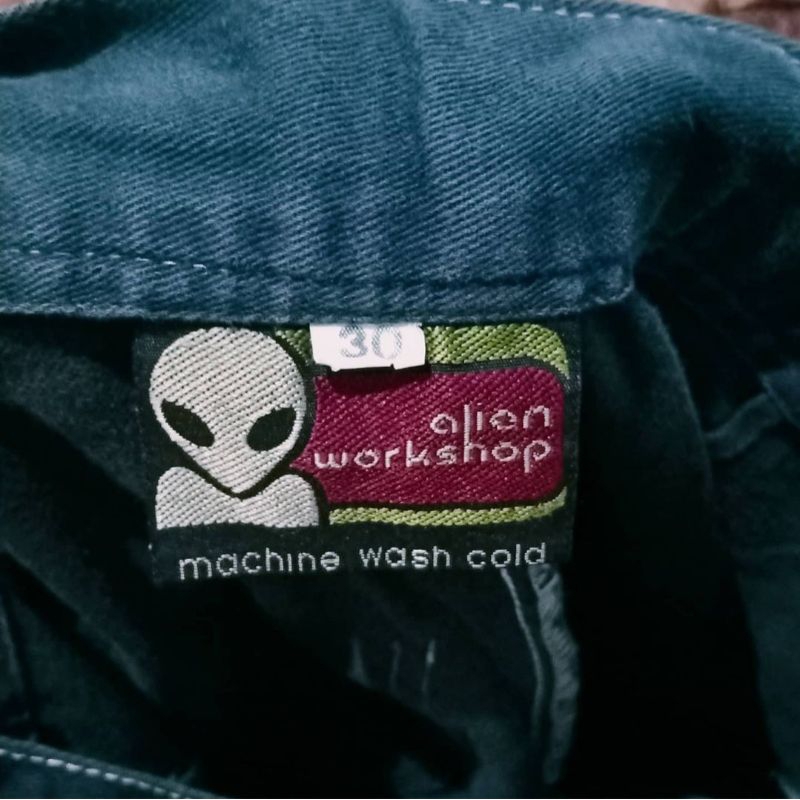 30
alien
workshop
machine wash cold